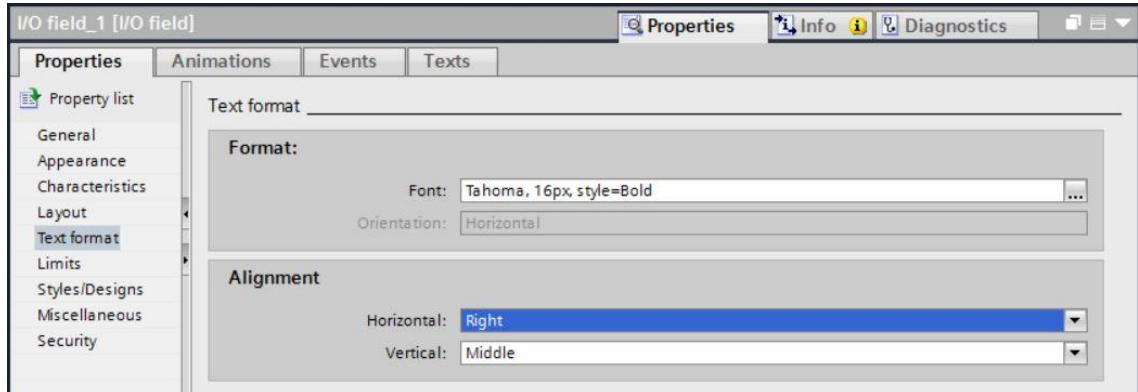 I/O field_1 [I/O field]
Properties Info Diagnostics
Properties Animations Events Texts
Property list
General
Appearance
Characteristics
Layout
Text format
Limits
Styles/Designs
Miscellaneous
Security
Text format
Format:
Font: Tahoma, 16px, style=Bold ...
Orientation: Horizontal
Alignment
Horizontal: Right
Vertical: Middle